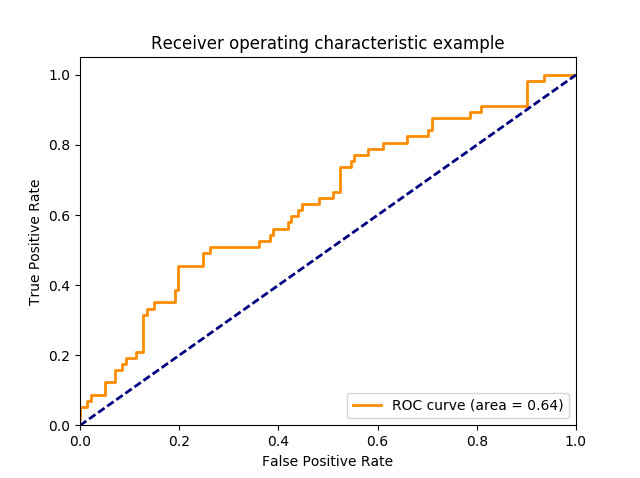 Receiver operating characteristic example
True Positive Rate
1.0
0.8
0.6
0.4
0.2
0.0
0.0 0.2 0.4 0.6 0.8 1.0
False Positive Rate
ROC curve (area = 0.64)